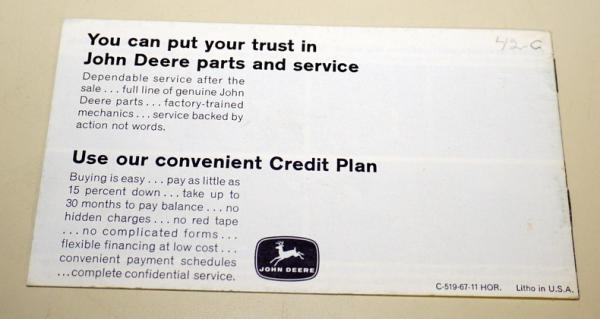 42-G
You can put your trust in
John Deere parts and service
Dependable service after the
sale . . . full line of genuine John
Deere parts . . . factory-trained
mechanics . . . service backed by
action not words.
Use our convenient Credit Plan
Buying is easy . . . pay as little as
15 percent down . . . take up to
30 months to pay balance . . . no
hidden charges . . . no red tape
. . . no complicated forms . . .
flexible financing at low cost . . .
convenient payment schedules
. . . complete confidential service.
JOHN DEERE
C-519-67-11 HOR. Litho in U.S.A.